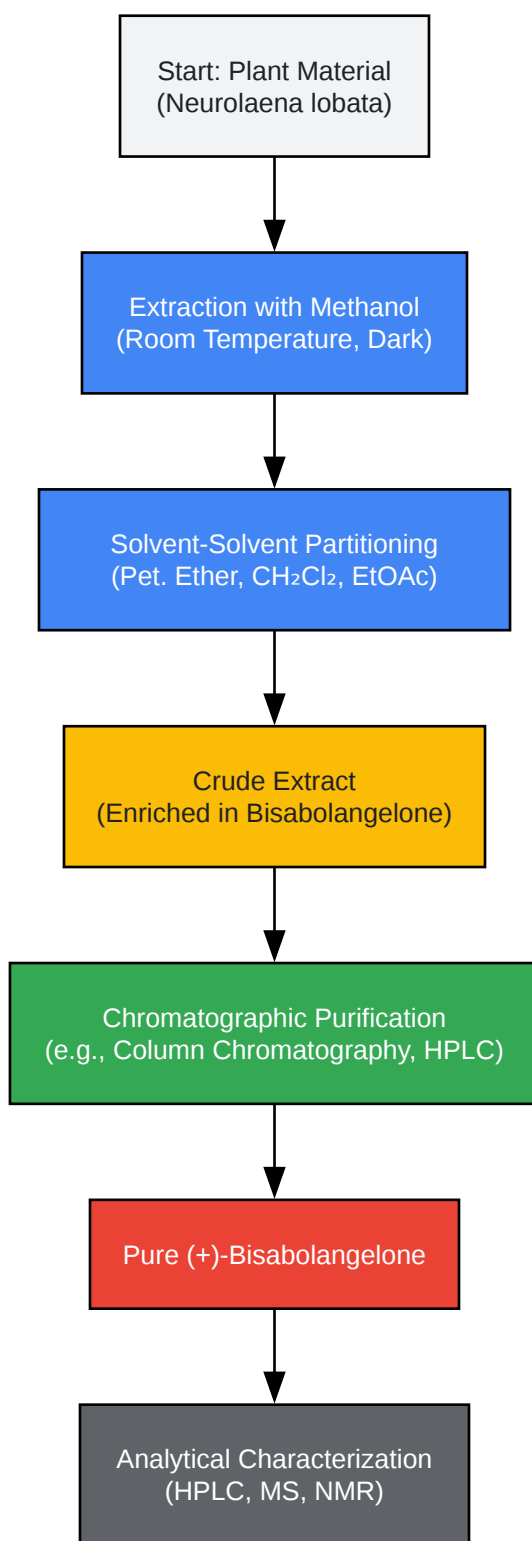 Start: Plant Material
(Neurolaena lobata)
Extraction with Methanol
(Room Temperature, Dark)
Solvent-Solvent Partitioning
(Pet. Ether, CH₂Cl₂, EtOAc)
Crude Extract
(Enriched in Bisabolangelone)
Chromatographic Purification
(e.g., Column Chromatography, HPLC)
Pure (+)-Bisabolangelone
Analytical Characterization
(HPLC, MS, NMR)